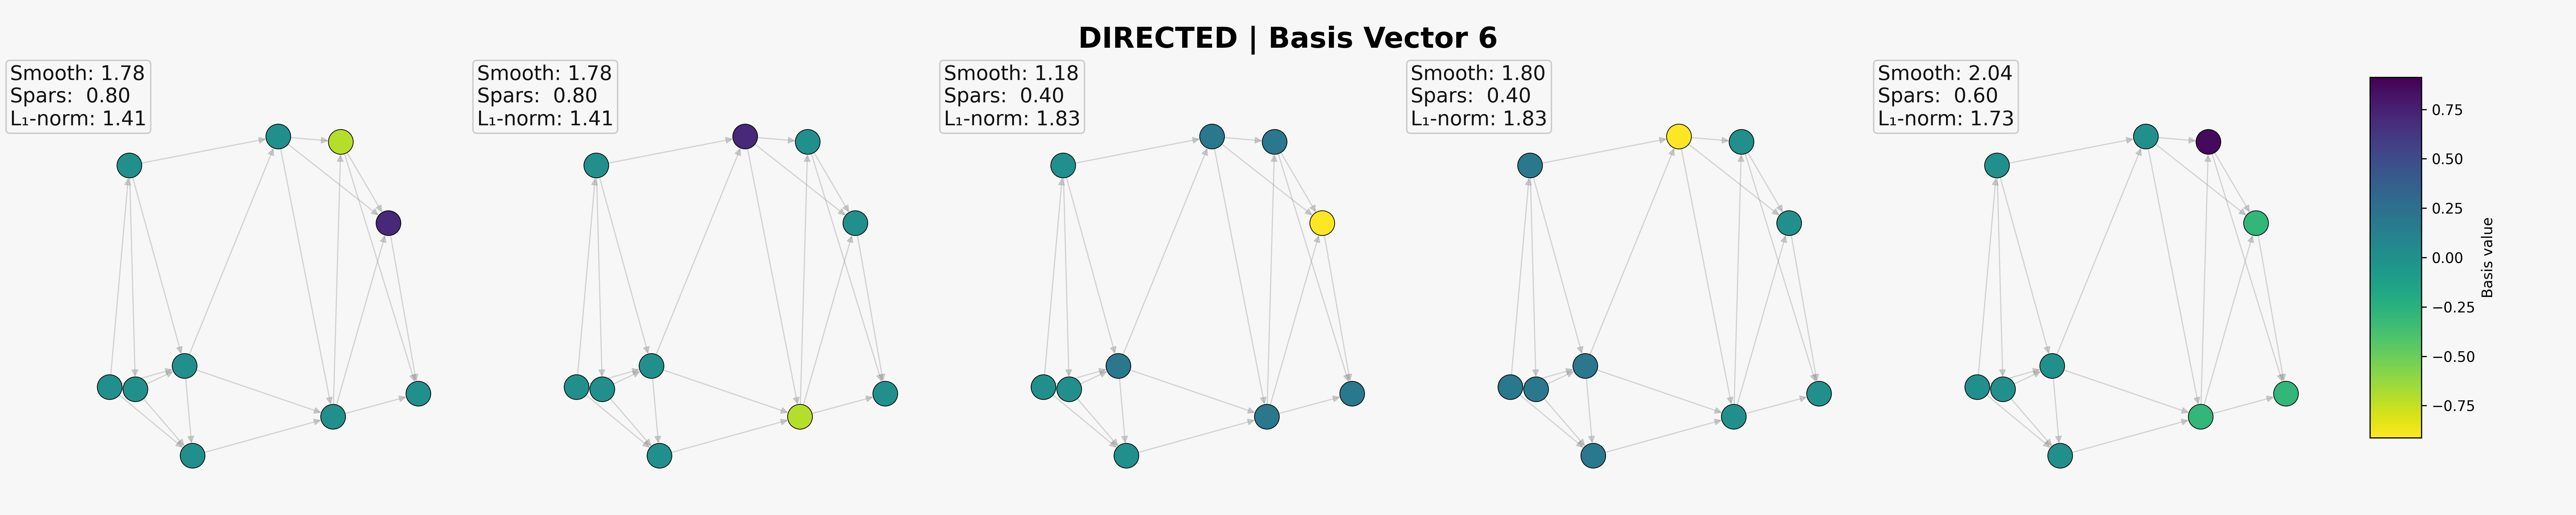 DIRECTED | Basis Vector 6
Smooth: 1.78
Spars:  0.80
L₁-norm: 1.41
Smooth: 1.78
Spars:  0.80
L₁-norm: 1.41
Smooth: 1.18
Spars:  0.40
L₁-norm: 1.83
Smooth: 1.80
Spars:  0.40
L₁-norm: 1.83
Smooth: 2.04
Spars:  0.60
L₁-norm: 1.73
0.75
0.50
0.25
0.00
−0.25
−0.50
−0.75
Basis value